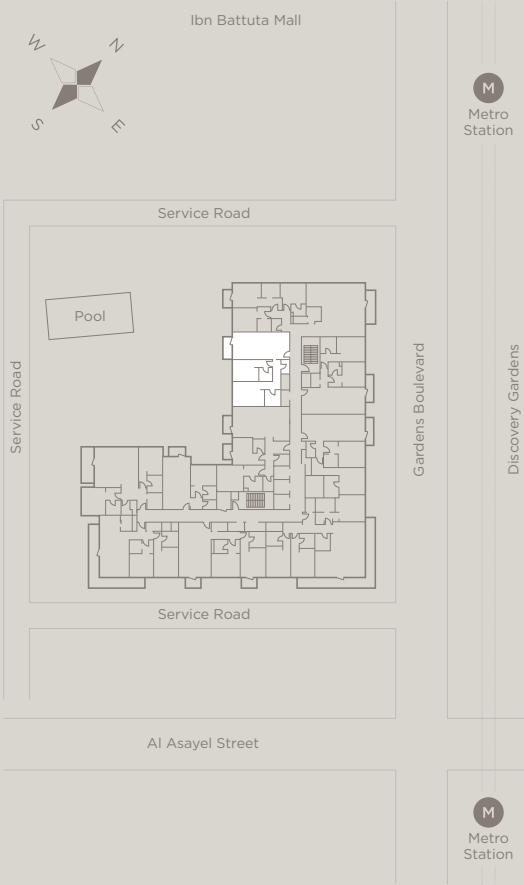 Ibn Battuta Mall
W
N
S
E
M
Metro
Station
Service Road
Pool
Service Road
Gardens Boulevard
Discovery Gardens
Service Road
Al Asayel Street
M
Metro
Station